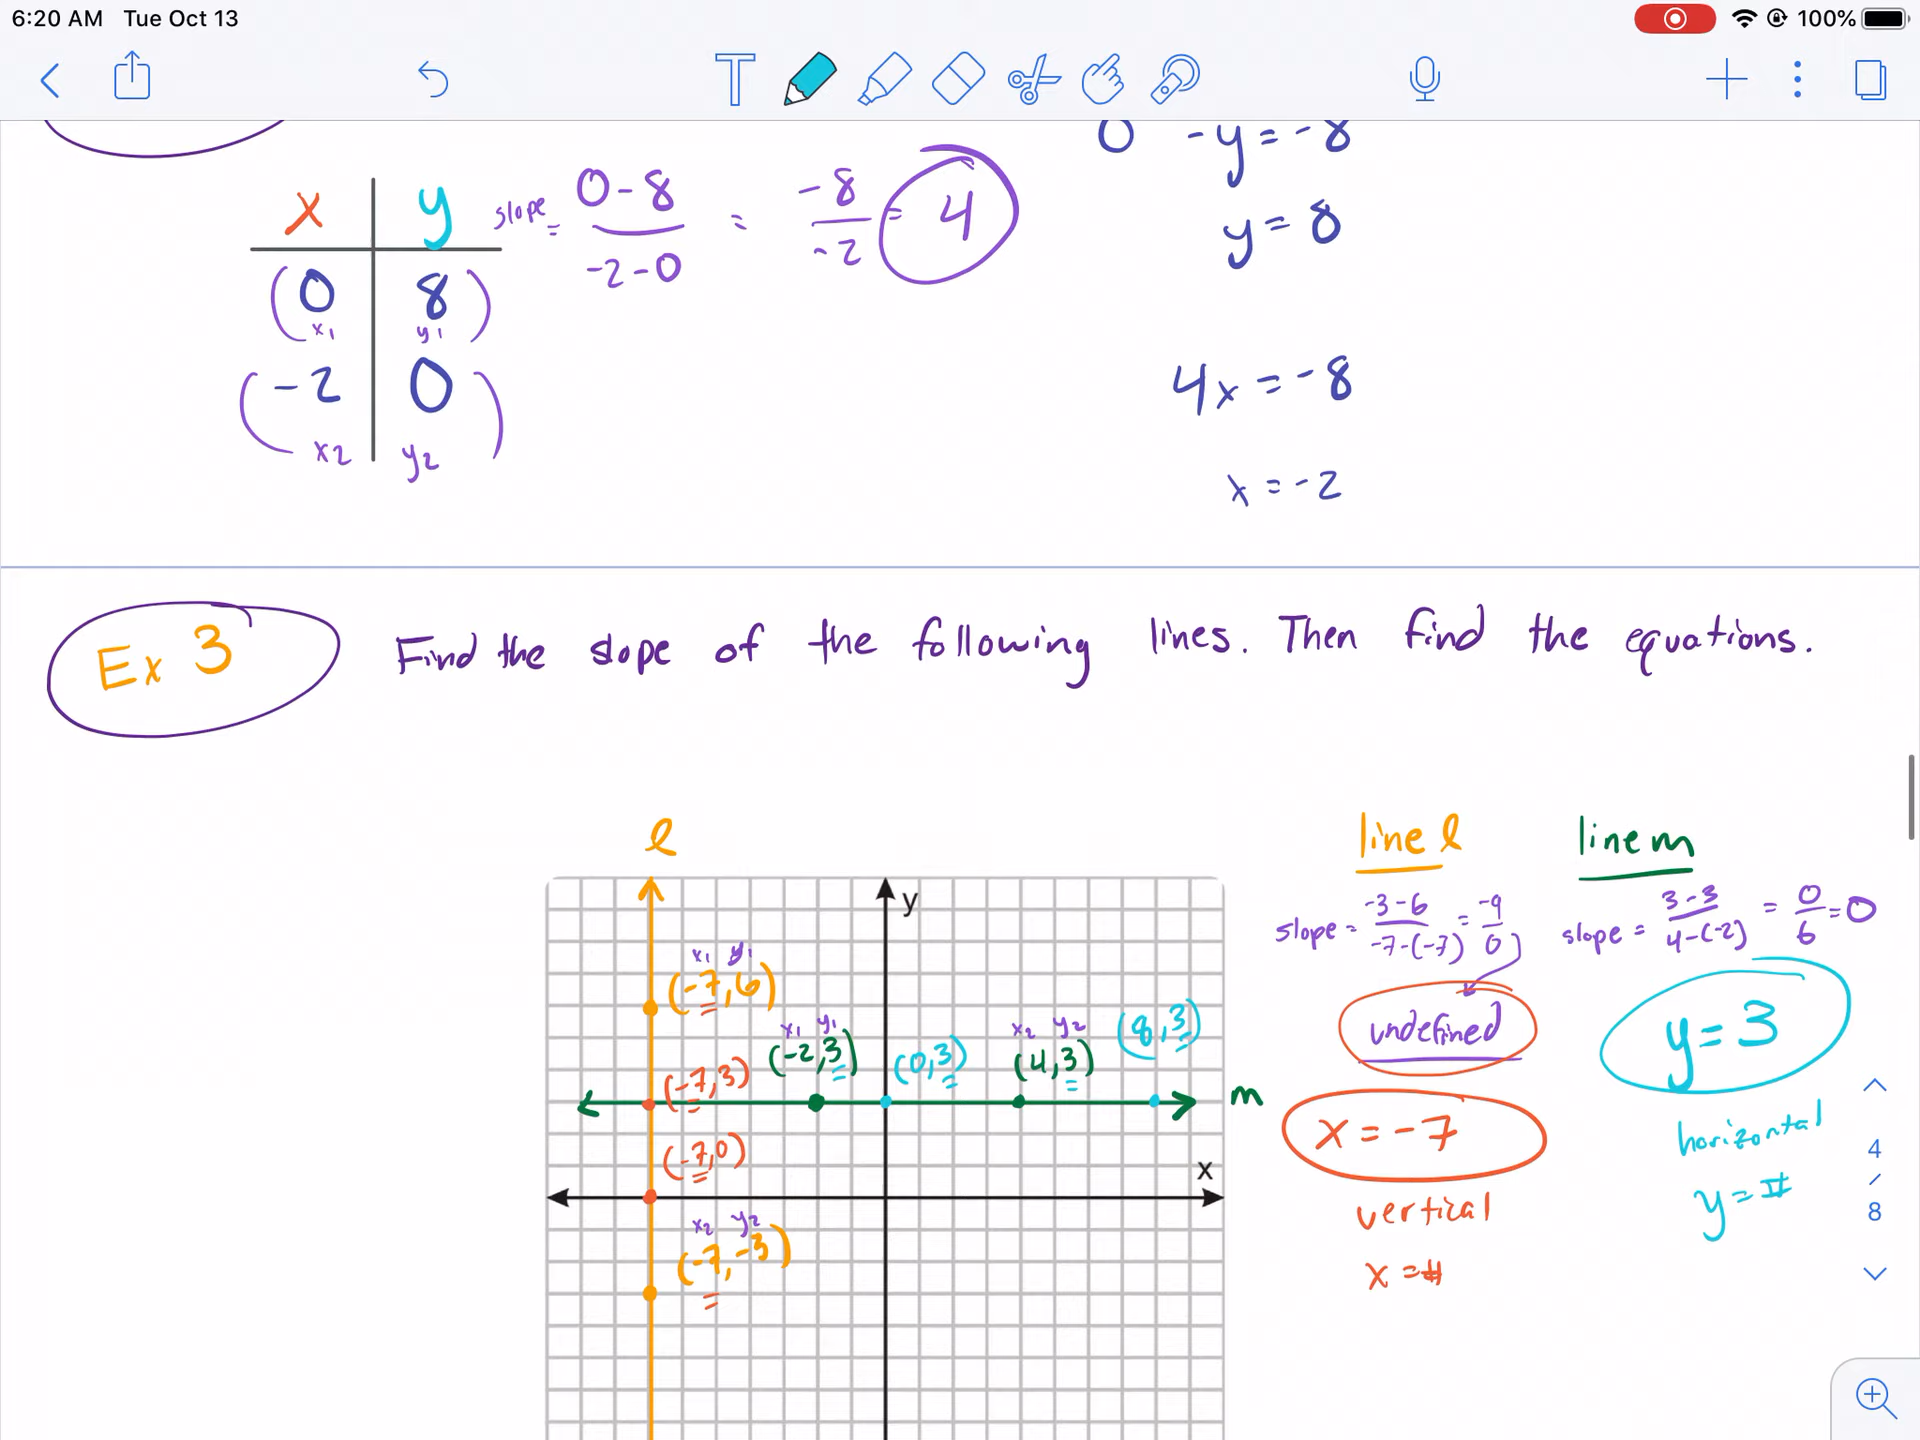 6:20 AM Tue Oct 13
100%
T
0 -y = -8
x y
slope = 0-8 / -2-0 = -8 / -2 = 4
y = 8
(0 8)
x1 y1
(-2 0)
4x = -8
x2 y2
x = -2
Ex 3 Find the slope of the following lines. Then find the equations.
l
line l
line m
y
slope = -3-6 / -7-(-7) = -9 / 0
slope = 3-3 / 4-(-2) = 0 / 6 = 0
x1 y1
(-7,6)
undefined
y = 3
x1 y1
(-2,3)
(0,3)
x2 y2
(4,3)
(8,3)
(-7,3)
m
x = -7
horizontal
(-7,0)
x
4 / 8
y = #
vertical
x2 y2
(-7,-3)
x = #